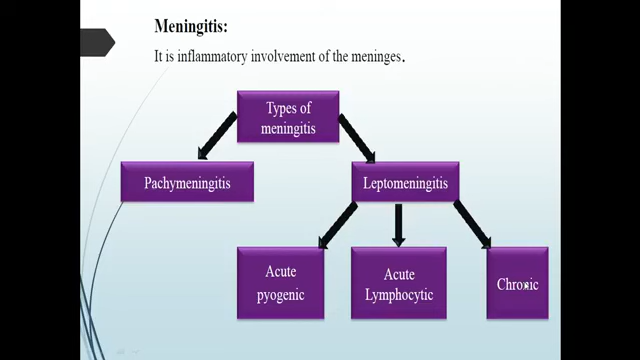 Meningitis:
It is inflammatory involvement of the meninges.
Types of
meningitis
Pachymeningitis
Leptomeningitis
Acute
pyogenic
Acute
Lymphocytic
Chronic